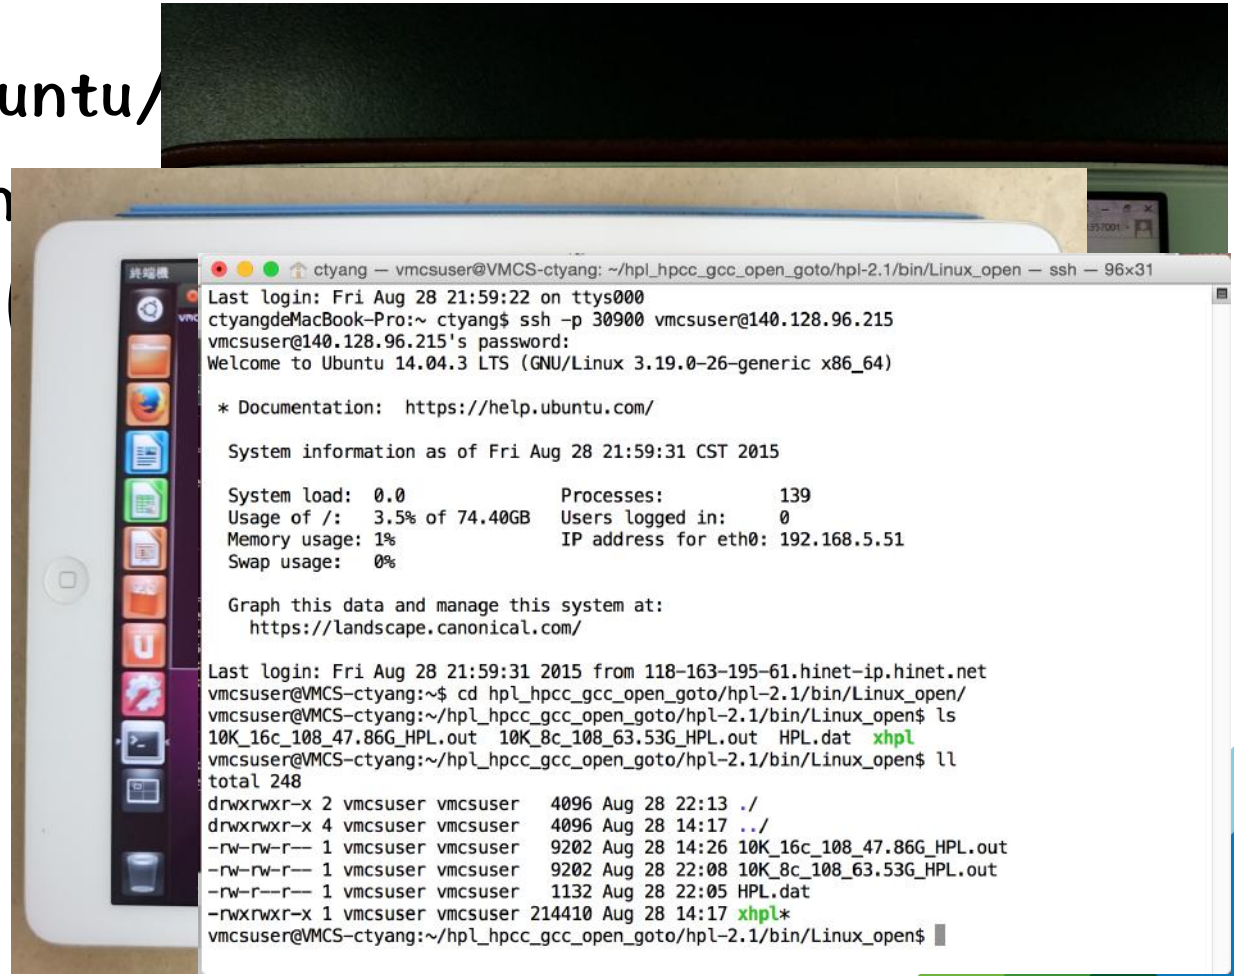 untu/
終端機
357001
ctyang — vmcsuser@VMCS-ctyang: ~/hpl_hpcc_gcc_open_goto/hpl-2.1/bin/Linux_open — ssh — 96×31
Last login: Fri Aug 28 21:59:22 on ttys000
ctyangdeMacBook-Pro:~ ctyang$ ssh -p 30900 vmcsuser@140.128.96.215
vmcsuser@140.128.96.215's password:
Welcome to Ubuntu 14.04.3 LTS (GNU/Linux 3.19.0-26-generic x86_64)
* Documentation:  https://help.ubuntu.com/
System information as of Fri Aug 28 21:59:31 CST 2015
System load:  0.0               Processes:           139
Usage of /:   3.5% of 74.40GB   Users logged in:     0
Memory usage: 1%                IP address for eth0: 192.168.5.51
Swap usage:   0%
Graph this data and manage this system at:
https://landscape.canonical.com/
Last login: Fri Aug 28 21:59:31 2015 from 118-163-195-61.hinet-ip.hinet.net
vmcsuser@VMCS-ctyang:~$ cd hpl_hpcc_gcc_open_goto/hpl-2.1/bin/Linux_open/
vmcsuser@VMCS-ctyang:~/hpl_hpcc_gcc_open_goto/hpl-2.1/bin/Linux_open$ ls
10K_16c_108_47.86G_HPL.out  10K_8c_108_63.53G_HPL.out  HPL.dat  xhpl
vmcsuser@VMCS-ctyang:~/hpl_hpcc_gcc_open_goto/hpl-2.1/bin/Linux_open$ ll
total 248
drwxrwxr-x 2 vmcsuser vmcsuser   4096 Aug 28 22:13 ./
drwxrwxr-x 4 vmcsuser vmcsuser   4096 Aug 28 14:17 ../
-rw-rw-r-- 1 vmcsuser vmcsuser   9202 Aug 28 14:26 10K_16c_108_47.86G_HPL.out
-rw-rw-r-- 1 vmcsuser vmcsuser   9202 Aug 28 22:08 10K_8c_108_63.53G_HPL.out
-rw-r--r-- 1 vmcsuser vmcsuser   1132 Aug 28 22:05 HPL.dat
-rwxrwxr-x 1 vmcsuser vmcsuser 214410 Aug 28 14:17 xhpl*
vmcsuser@VMCS-ctyang:~/hpl_hpcc_gcc_open_goto/hpl-2.1/bin/Linux_open$